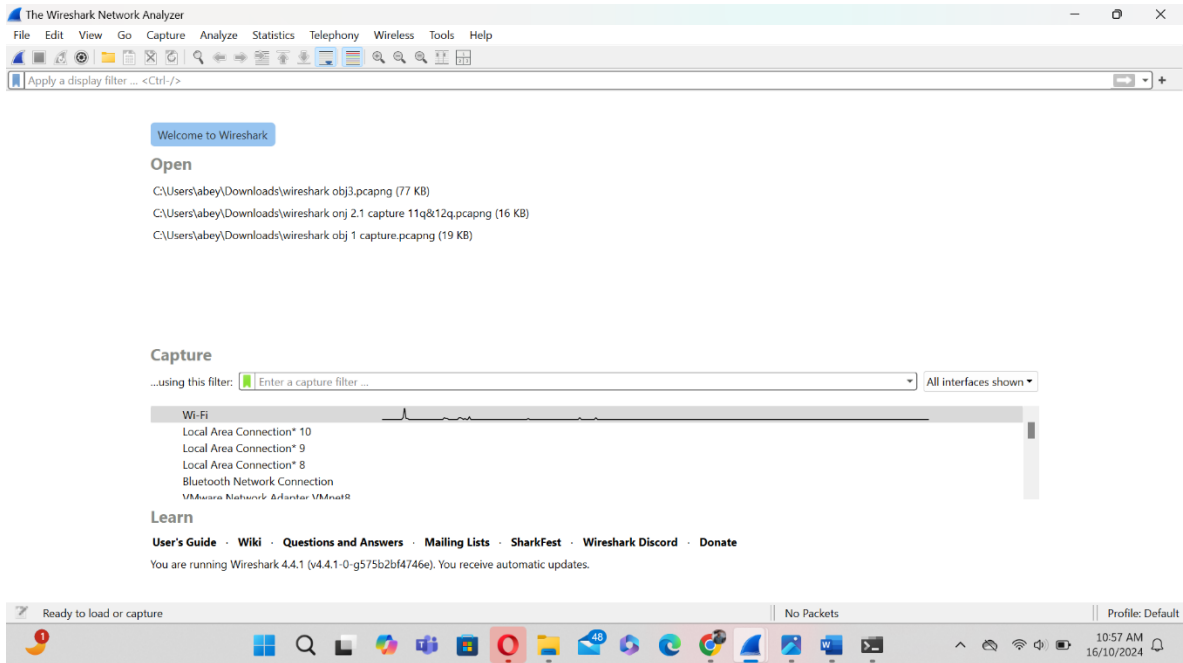 The Wireshark Network Analyzer
File Edit View Go Capture Analyze Statistics Telephony Wireless Tools Help
Apply a display filter ... <Ctrl-/>
Welcome to Wireshark
Open
C:\Users\abey\Downloads\wireshark obj3.pcapng (77 KB)
C:\Users\abey\Downloads\wireshark onj 2.1 capture 11q&12q.pcapng (16 KB)
C:\Users\abey\Downloads\wireshark obj 1 capture.pcapng (19 KB)
Capture
...using this filter: Enter a capture filter ... All interfaces shown
Wi-Fi
Local Area Connection* 10
Local Area Connection* 9
Local Area Connection* 8
Bluetooth Network Connection
VMware Network Adapter VMnet8
Learn
User's Guide · Wiki · Questions and Answers · Mailing Lists · SharkFest · Wireshark Discord · Donate
You are running Wireshark 4.4.1 (v4.4.1-0-g575b2bf4746e). You receive automatic updates.
Ready to load or capture No Packets Profile: Default
1 48 10:57 AM
16/10/2024